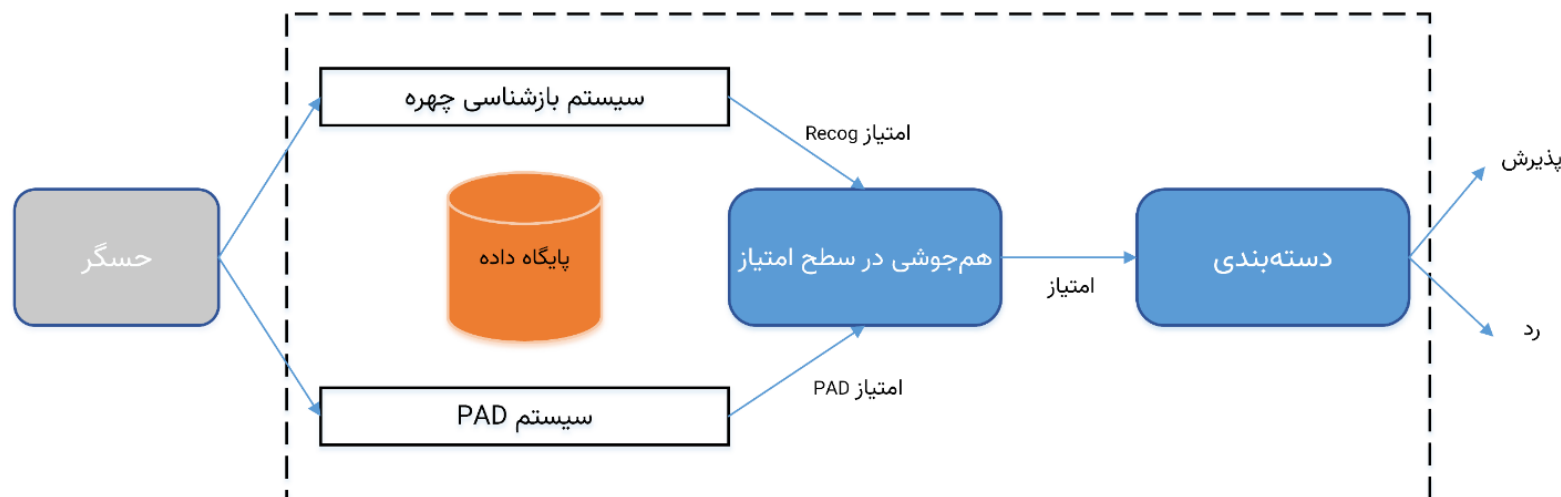 سیستم بازشناسی چهره
امتیاز Recog
پذیرش
حسگر
پایگاه داده
هم‌جوشی در سطح امتیاز
دسته‌بندی
امتیاز
رد
امتیاز PAD
سیستم PAD